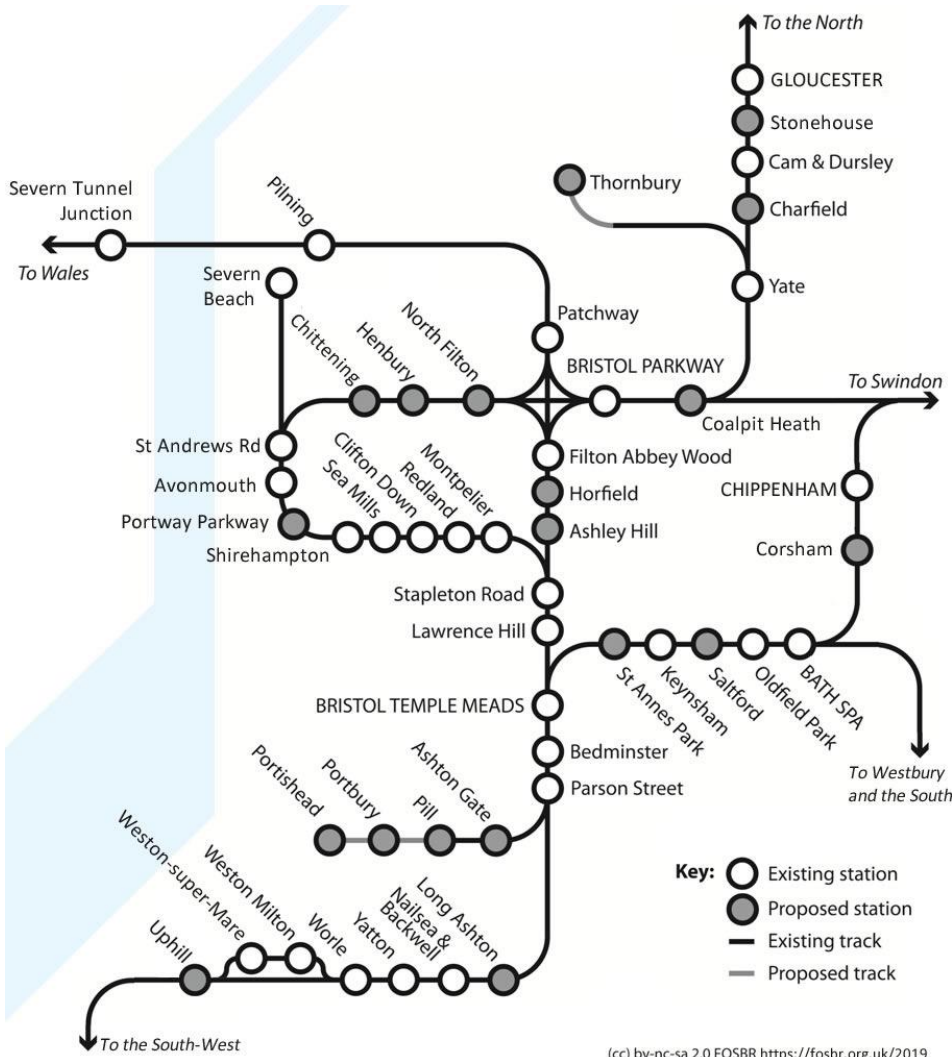 To the North
GLOUCESTER
Stonehouse
Cam & Dursley
Charfield
Thornbury
Yate
Severn Tunnel
Junction
Pilning
To Wales
Severn
Beach
Patchway
Chittening
Henbury
North Filton
BRISTOL PARKWAY
To Swindon
Coalpit Heath
St Andrews Rd
Avonmouth
Portway Parkway
Shirehampton
Sea Mills
Clifton Down
Redland
Montpelier
Filton Abbey Wood
Horfield
Ashley Hill
CHIPPENHAM
Corsham
Stapleton Road
Lawrence Hill
St Annes Park
Keynsham
Saltford
Oldfield Park
BATH SPA
BRISTOL TEMPLE MEADS
Bedminster
Parson Street
To Westbury
and the South
Portishead
Portbury
Pill
Ashton Gate
Uphill
Weston-super-Mare
Weston Milton
Worle
Yatton
Nailsea &
Backwell
Long Ashton
To the South-West
Key:
Existing station
Proposed station
Existing track
Proposed track
(cc) by-nc-sa 2.0 FOSBR https://fosbr.org.uk/2019